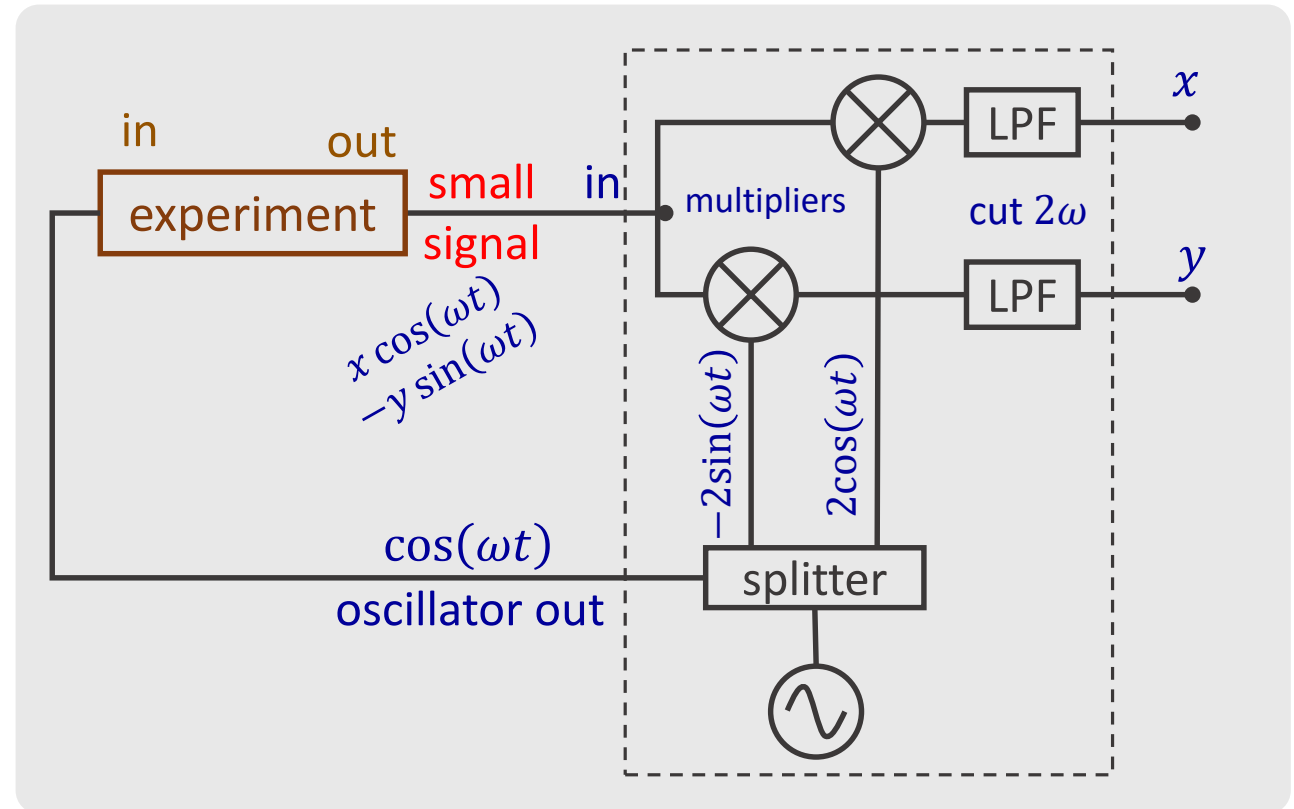 x
LPF
in
out
small
in
multipliers
experiment
signal
cut 2ω
y
LPF
x cos(ωt)
−y sin(ωt)
−2sin(ωt)
2cos(ωt)
cos(ωt)
splitter
oscillator out